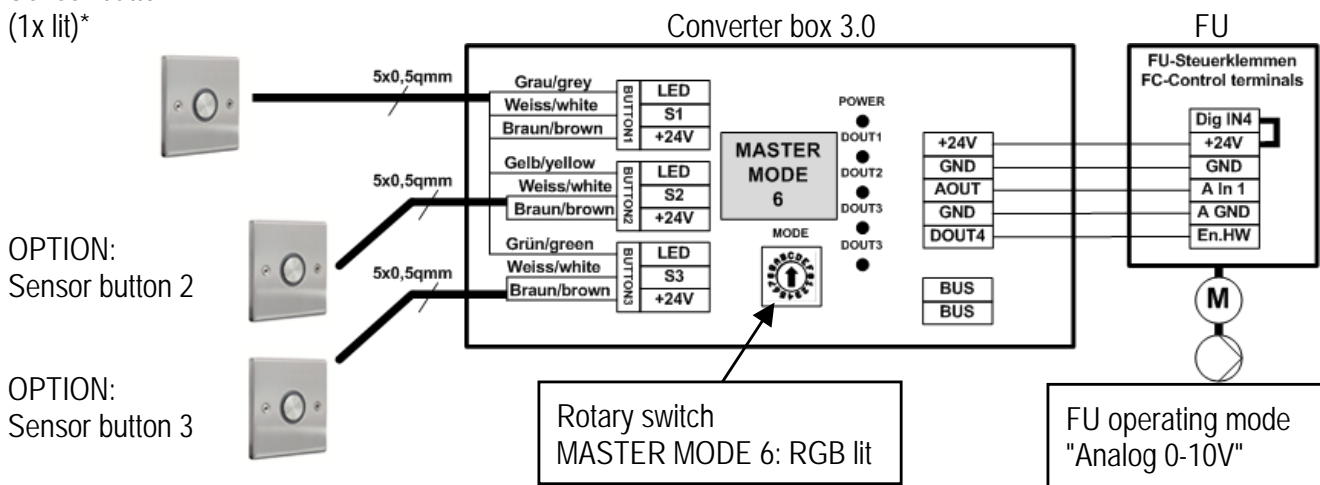 (1x lit)*
Converter box 3.0
FU
5x0,5qmm
Grau/grey
Weiss/white
Braun/brown
BUTTON1
LED
S1
+24V
Gelb/yellow
5x0,5qmm
Weiss/white
Braun/brown
BUTTON2
LED
S2
+24V
Grün/green
5x0,5qmm
Weiss/white
Braun/brown
BUTTON3
LED
S3
+24V
MASTER
MODE
6
MODE
POWER
DOUT1
DOUT2
DOUT3
DOUT3
+24V
GND
AOUT
GND
DOUT4
BUS
BUS
FU-Steuerklemmen
FC-Control terminals
Dig IN4
+24V
GND
A In 1
A GND
En.HW
M
OPTION:
Sensor button 2
OPTION:
Sensor button 3
Rotary switch
MASTER MODE 6: RGB lit
FU operating mode
"Analog 0-10V"